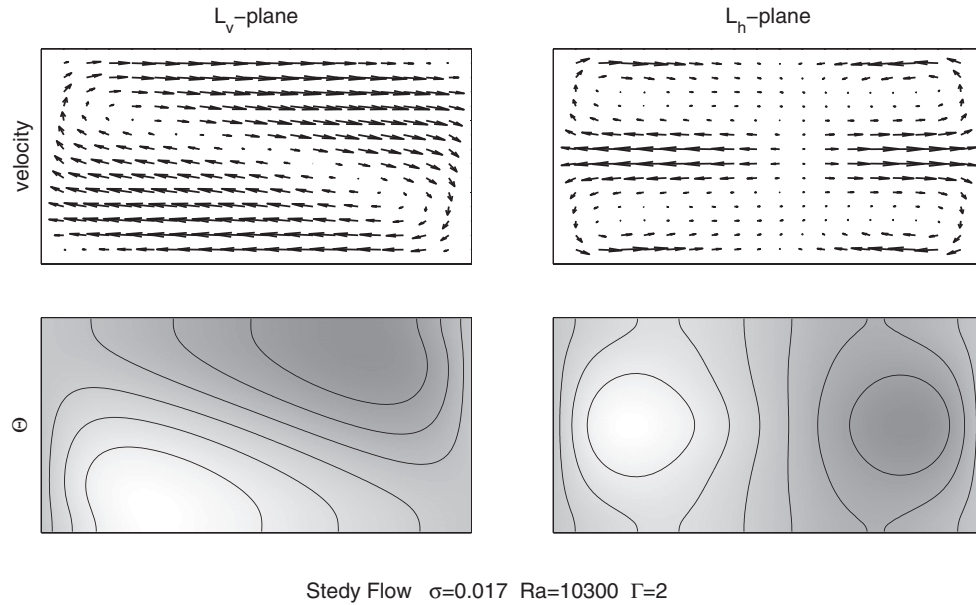 L_v−plane
L_h−plane
velocity
Θ
Stedy Flow σ=0.017 Ra=10300 Γ=2